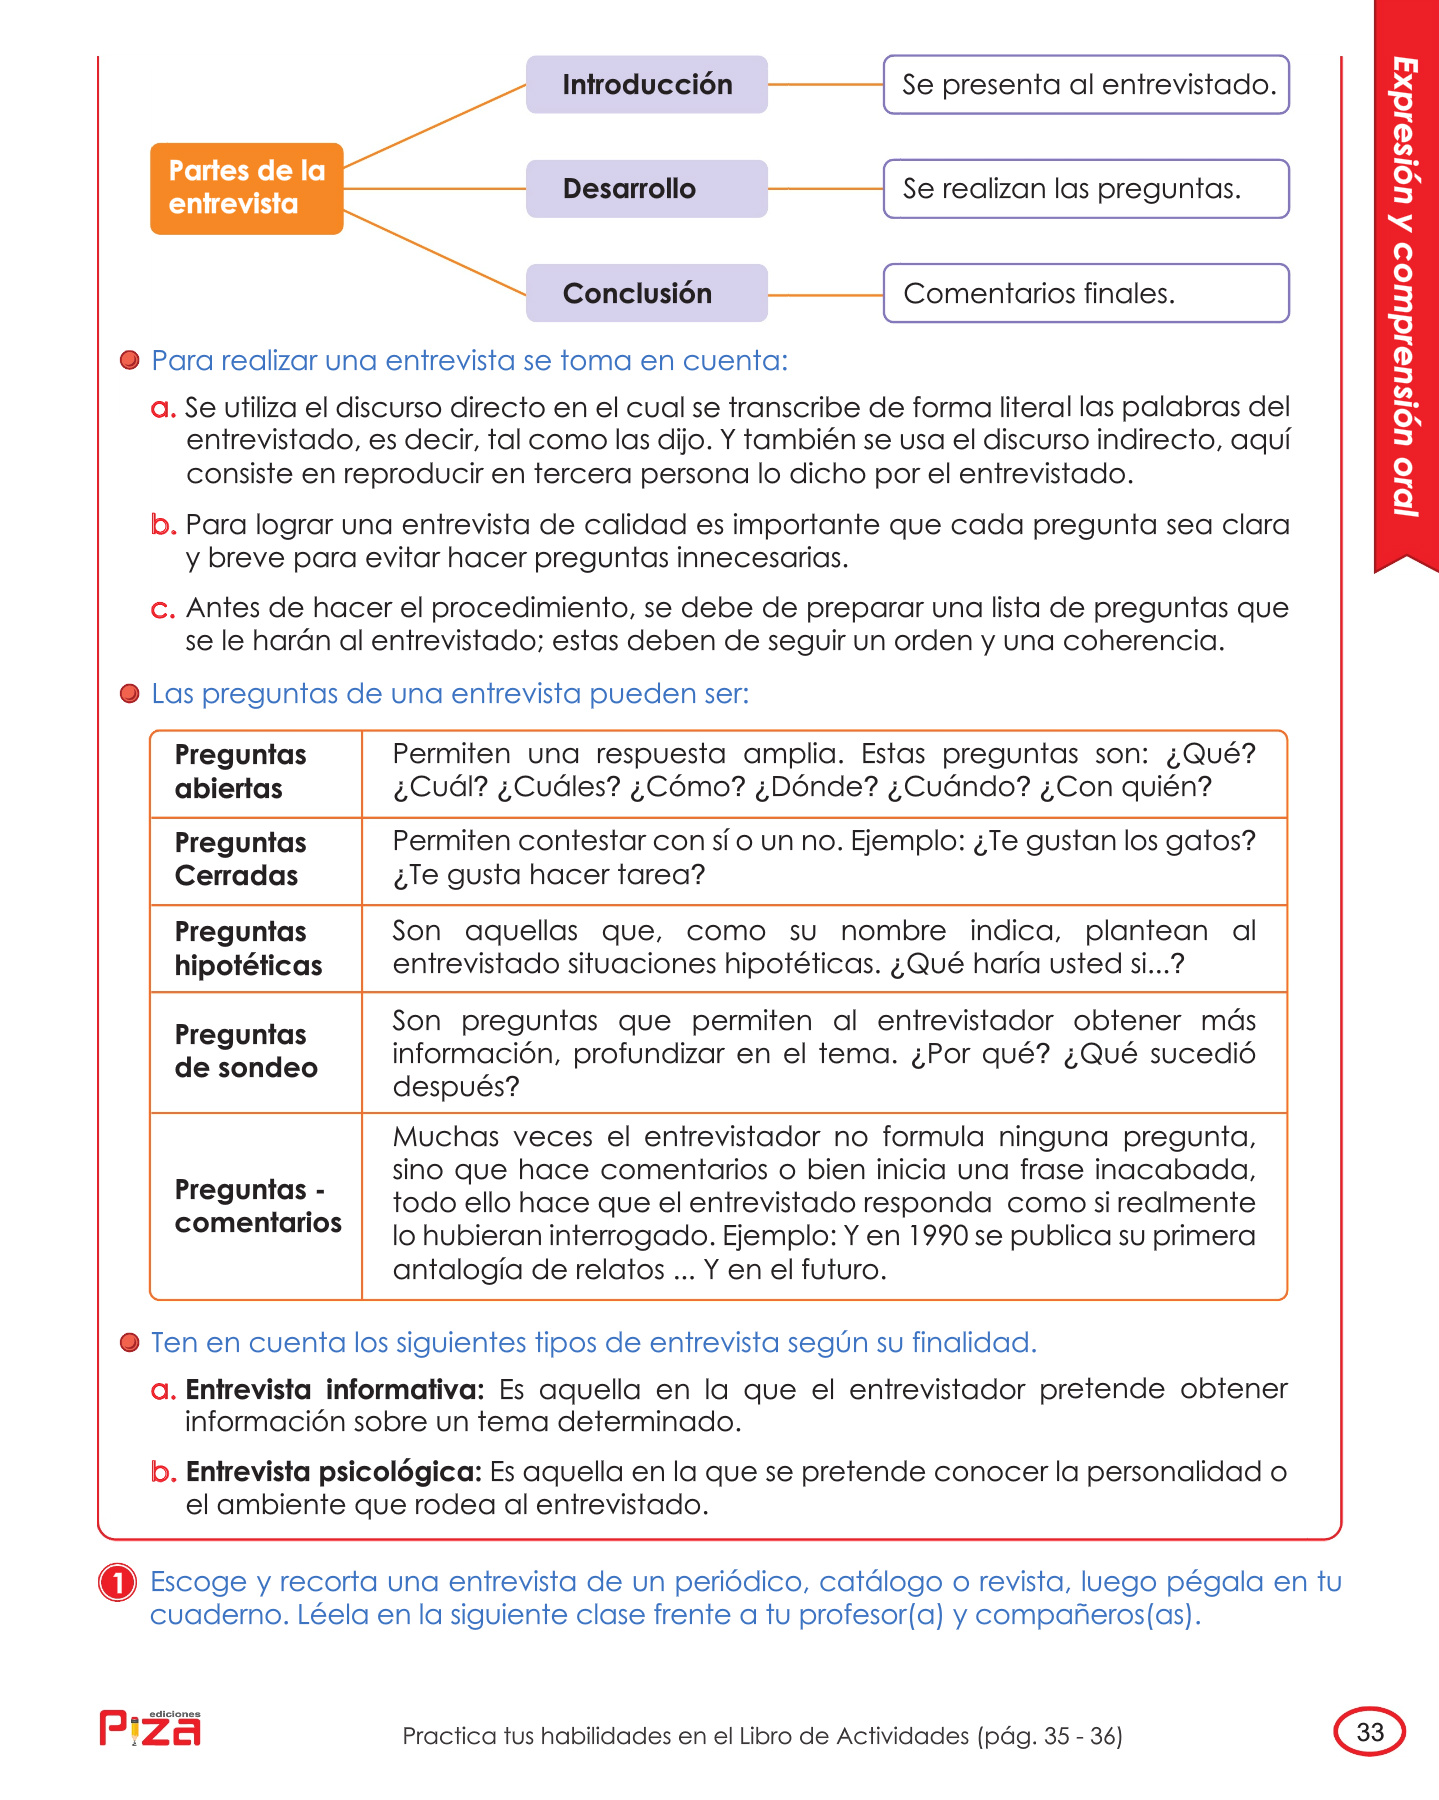 Partes de la
entrevista
Introducción
Se presenta al entrevistado.
Desarrollo
Se realizan las preguntas.
Conclusión
Comentarios finales.
Para realizar una entrevista se toma en cuenta:
a. Se utiliza el discurso directo en el cual se transcribe de forma literal las palabras del
entrevistado, es decir, tal como las dijo. Y también se usa el discurso indirecto, aquí
consiste en reproducir en tercera persona lo dicho por el entrevistado.
b. Para lograr una entrevista de calidad es importante que cada pregunta sea clara
y breve para evitar hacer preguntas innecesarias.
c. Antes de hacer el procedimiento, se debe de preparar una lista de preguntas que
se le harán al entrevistado; estas deben de seguir un orden y una coherencia.
Las preguntas de una entrevista pueden ser:
Preguntas
abiertas
Permiten una respuesta amplia. Estas preguntas son: ¿Qué?
¿Cuál? ¿Cuáles? ¿Cómo? ¿Dónde? ¿Cuándo? ¿Con quién?
Preguntas
Cerradas
Permiten contestar con sí o un no. Ejemplo: ¿Te gustan los gatos?
¿Te gusta hacer tarea?
Preguntas
hipotéticas
Son aquellas que, como su nombre indica, plantean al
entrevistado situaciones hipotéticas. ¿Qué haría usted si...?
Preguntas
de sondeo
Son preguntas que permiten al entrevistador obtener más
información, profundizar en el tema. ¿Por qué? ¿Qué sucedió
después?
Preguntas -
comentarios
Muchas veces el entrevistador no formula ninguna pregunta,
sino que hace comentarios o bien inicia una frase inacabada,
todo ello hace que el entrevistado responda como si realmente
lo hubieran interrogado. Ejemplo: Y en 1990 se publica su primera
antalogía de relatos ... Y en el futuro.
Ten en cuenta los siguientes tipos de entrevista según su finalidad.
a. Entrevista informativa: Es aquella en la que el entrevistador pretende obtener
información sobre un tema determinado.
b. Entrevista psicológica: Es aquella en la que se pretende conocer la personalidad o
el ambiente que rodea al entrevistado.
1 Escoge y recorta una entrevista de un periódico, catálogo o revista, luego pégala en tu
cuaderno. Léela en la siguiente clase frente a tu profesor(a) y compañeros(as).
Expresión y comprensión oral
ediciones
Piza
Practica tus habilidades en el Libro de Actividades (pág. 35 - 36)
33